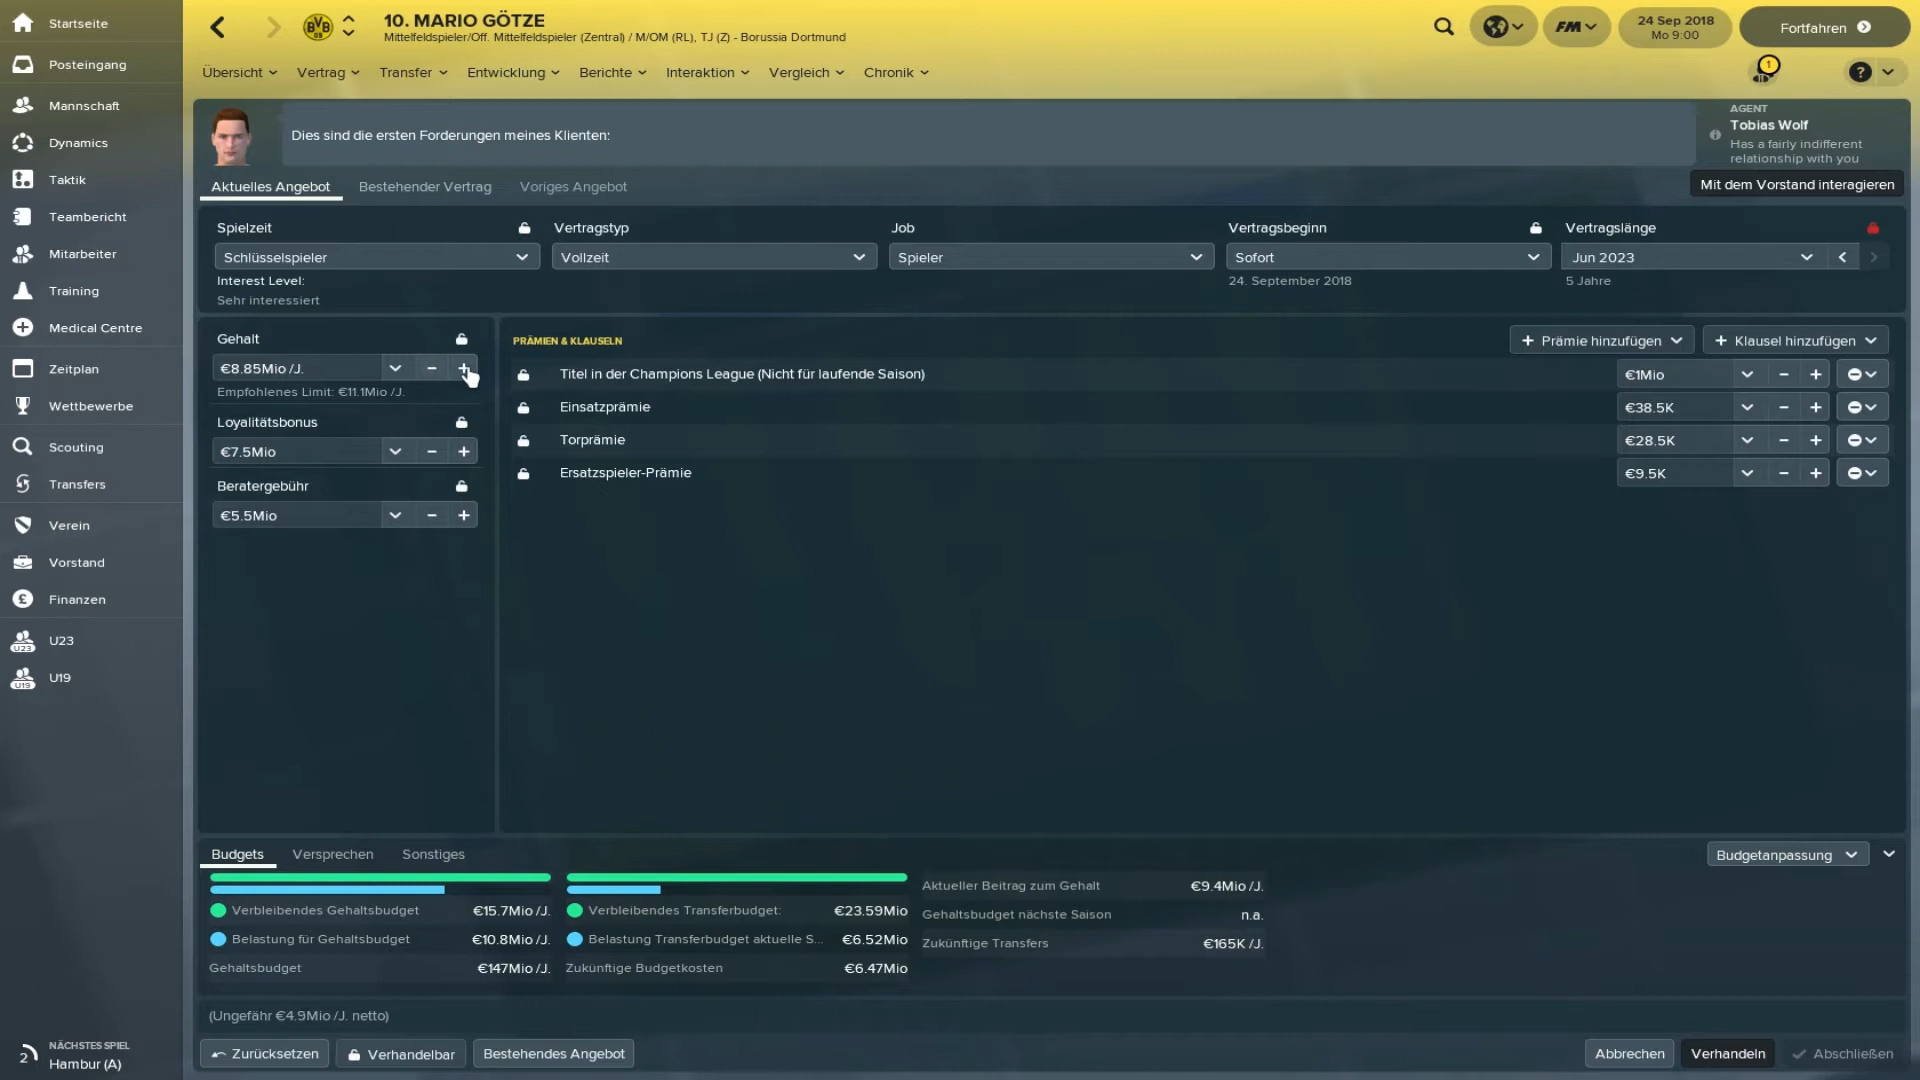 Startseite
Posteingang
Mannschaft
Dynamics
Taktik
Teambericht
Mitarbeiter
Training
Medical Centre
Zeitplan
Wettbewerbe
Scouting
Transfers
Verein
Vorstand
Finanzen
U23
U23
U19
U19
2
NÄCHSTES SPIEL
Hambur (A)
BVB
09
10. MARIO GÖTZE
Mittelfeldspieler/Off. Mittelfeldspieler (Zentral) / M/OM (RL), TJ (Z) - Borussia Dortmund
FM
24 Sep 2018
Mo 9:00
Fortfahren
Übersicht Vertrag Transfer Entwicklung Berichte Interaktion Vergleich Chronik
1
?
Dies sind die ersten Forderungen meines Klienten:
AGENT
Tobias Wolf
Has a fairly indifferent
relationship with you
Mit dem Vorstand interagieren
Aktuelles Angebot Bestehender Vertrag Voriges Angebot
Spielzeit Vertragstyp Job Vertragsbeginn Vertragslänge
Schlüsselspieler Vollzeit Spieler Sofort Jun 2023
Interest Level: 24. September 2018 5 Jahre
Sehr interessiert
Gehalt
€8.85Mio /J.
Empfohlenes Limit: €11.1Mio /J.
Loyalitätsbonus
€7.5Mio
Beratergebühr
€5.5Mio
PRÄMIEN & KLAUSELN
Prämie hinzufügen Klausel hinzufügen
Titel in der Champions League (Nicht für laufende Saison) €1Mio
Einsatzprämie €38.5K
Torprämie €28.5K
Ersatzspieler-Prämie €9.5K
Budgets Versprechen Sonstiges
Budgetanpassung
Verbleibendes Gehaltsbudget €15.7Mio /J.
Belastung für Gehaltsbudget €10.8Mio /J.
Gehaltsbudget €147Mio /J.
Verbleibendes Transferbudget: €23.59Mio
Belastung Transferbudget aktuelle S... €6.52Mio
Zukünftige Budgetkosten €6.47Mio
Aktueller Beitrag zum Gehalt €9.4Mio /J.
Gehaltsbudget nächste Saison n.a.
Zukünftige Transfers €165K /J.
(Ungefähr €4.9Mio /J. netto)
Zurücksetzen Verhandelbar Bestehendes Angebot
Abbrechen Verhandeln Abschließen